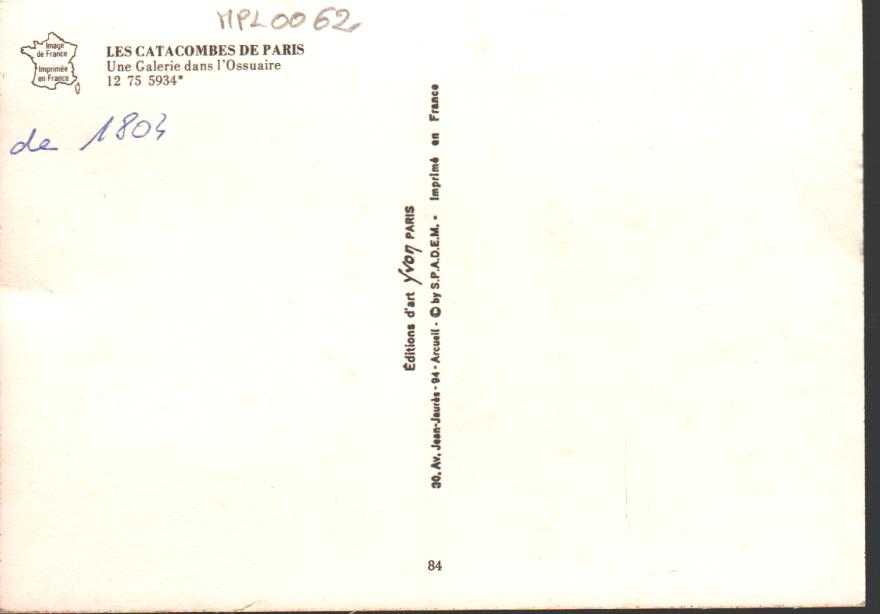 MPL0062
Image
de France
Imprimée
en France
LES CATACOMBES DE PARIS
Une Galerie dans l'Ossuaire
12 75 5934*
de 1803
Éditions d'art Yvon PARIS
30, Av. Jean-Jaurès - 94 - Arcueil - © by S.P.A.D.E.M. - Imprimé en France
84